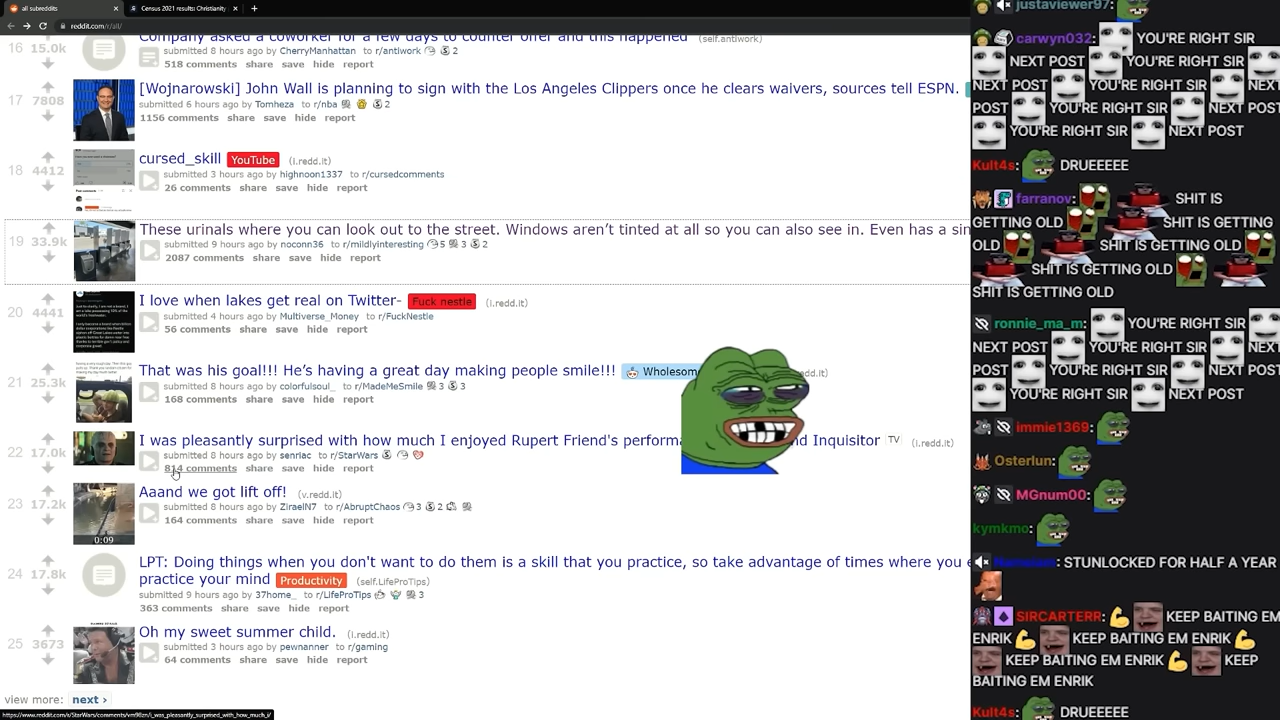 all subreddits
Census 2021 results: Christianity
reddit.com/r/all/
16 15.0k
Company asked a coworker for a few days to counter offer and this happened (self.antiwork)
submitted 8 hours ago by CherryManhattan to r/antiwork 2
518 comments share save hide report
17 7808
[Wojnarowski] John Wall is planning to sign with the Los Angeles Clippers once he clears waivers, sources tell ESPN.
submitted 6 hours ago by Tomheza to r/nba 2
1156 comments share save hide report
18 4412
cursed_skill YouTube (i.redd.it)
submitted 3 hours ago by highnoon1337 to r/cursedcomments
26 comments share save hide report
19 33.9k
These urinals where you can look out to the street. Windows aren't tinted at all so you can also see in. Even has a sin
submitted 9 hours ago by noconn36 to r/mildlyinteresting 5 3 2
2087 comments share save hide report
20 4441
I love when lakes get real on Twitter- Fuck nestle (i.redd.it)
submitted 4 hours ago by Multiverse_Money to r/FuckNestle
56 comments share save hide report
21 25.3k
That was his goal!!! He's having a great day making people smile!!! Wholesom edd.it)
submitted 8 hours ago by colorfulsoul_ to r/MadeMeSmile 3 3
168 comments share save hide report
22 17.0k
I was pleasantly surprised with how much I enjoyed Rupert Friend's performa d Inquisitor TV (i.redd.it)
submitted 8 hours ago by senriac to r/StarWars
814 comments share save hide report
23 17.2k
Aaand we got lift off! (v.redd.it)
submitted 8 hours ago by ZiraelN7 to r/AbruptChaos 3 2
164 comments share save hide report
0:09
24 17.8k
LPT: Doing things when you don't want to do them is a skill that you practice, so take advantage of times where you e
practice your mind Productivity (self.LifeProTips)
submitted 9 hours ago by 37home_ to r/LifeProTips 3
363 comments share save hide report
25 3673
Oh my sweet summer child. (i.redd.it)
submitted 3 hours ago by pewnanner to r/gaming
64 comments share save hide report
view more: next ›
https://www.reddit.com/r/StarWars/comments/vm98zn/i_was_pleasantly_surprised_with_how_much_i/
justaviewer97:
carwyn032: YOU'RE RIGHT SIR
NEXT POST YOU'RE RIGHT SIR
NEXT POST YOU'RE RIGHT SIR NEXT
POST YOU'RE RIGHT SIR NEXT
POST YOU'RE RIGHT SIR NEXT POST
Kult4s: DRUEEEEE
farranov: SHIT IS
GETTING OLD SHIT IS GETTING
OLD SHIT IS GETTING OLD
SHIT IS GETTING OLD
ronnie_ma_m: YOU'RE RIGHT SIR
NEXT POST YOU'RE RIGHT SIR
NEXT POST YOU'RE RIGHT SIR NEXT
POST YOU'RE RIGHT SIR NEXT
POST YOU'RE RIGHT SIR NEXT POST
immie1369:
Osterlun:
MGnum00:
kymkmo:
STUNLOCKED FOR HALF A YEAR
SIRCARTERR: KEEP BAITING EM
ENRIK KEEP BAITING EM ENRIK
KEEP BAITING EM ENRIK KEEP
BAITING EM ENRIK
Kult4s: DRUEEEEE